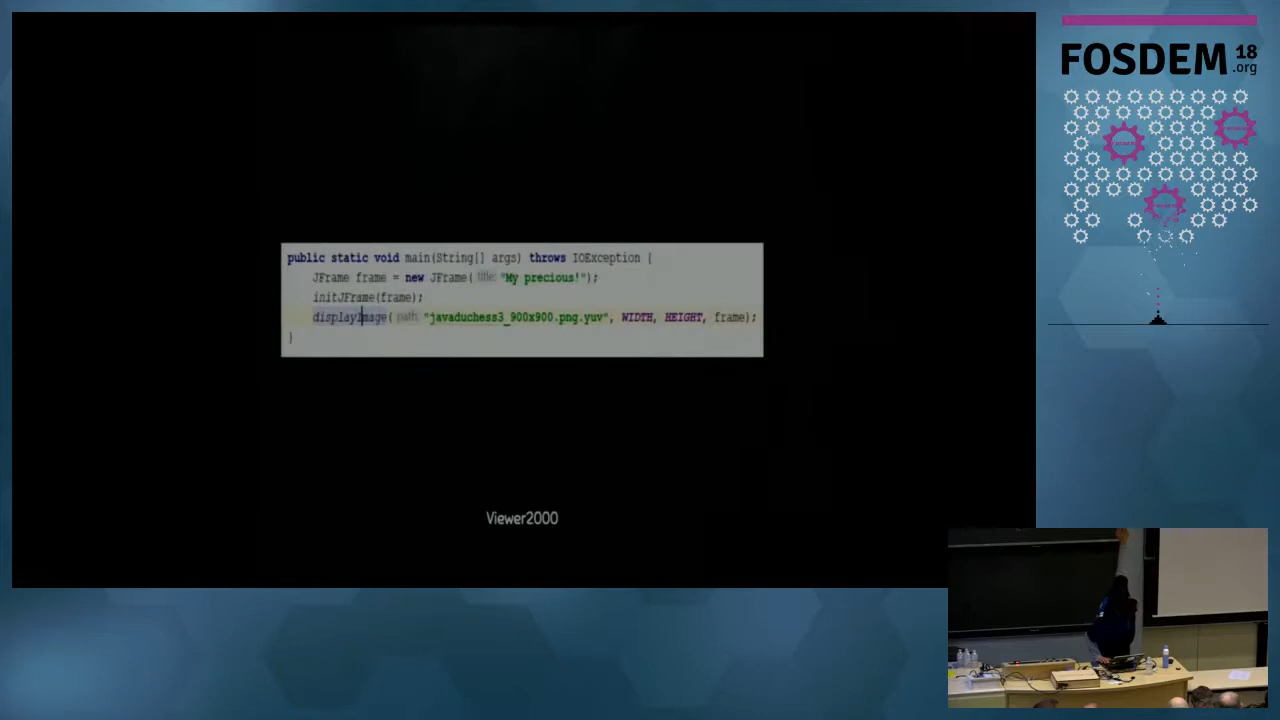 public static void main(String[] args) throws IOException {
JFrame frame = new JFrame( title: "My precious!");
initJFrame(frame);
displayImage( path: "javaduchess3_900x900.png.yuv", WIDTH, HEIGHT, frame);
}
Viewer2000
FOSDEM 18
.org